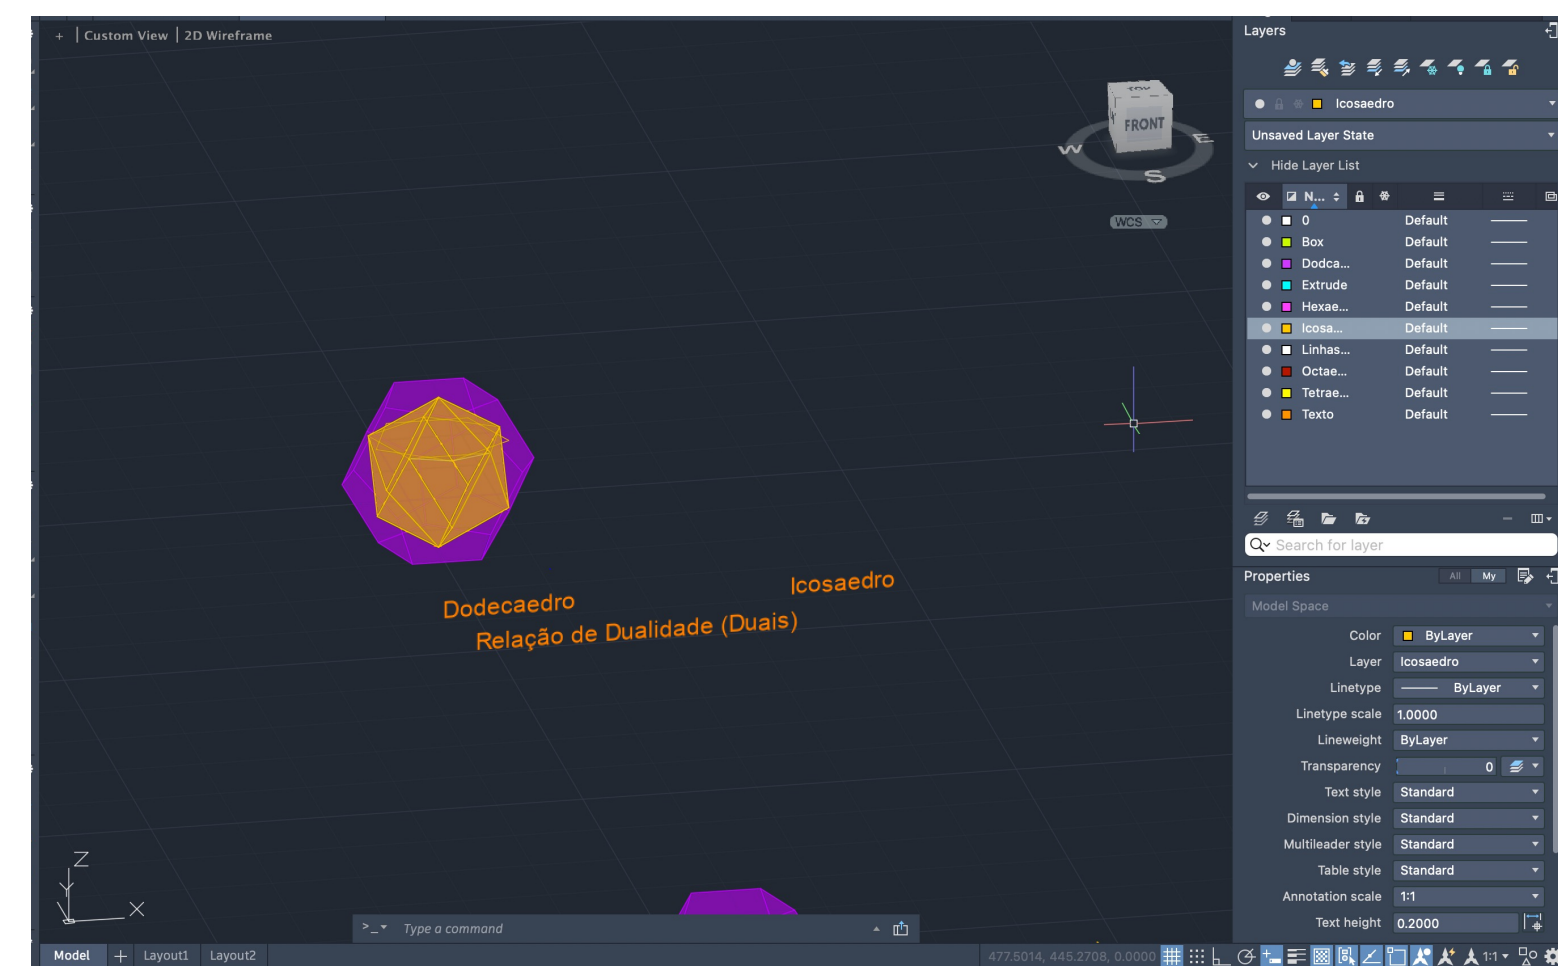 + | Custom View | 2D Wireframe
Layers
Icosaedro
Unsaved Layer State
Hide Layer List
N...
0 Default
Box Default
Dodca... Default
Extrude Default
Hexae... Default
Icosa... Default
Linhas... Default
Octae... Default
Tetrae... Default
Texto Default
TOP
FRONT
W
E
S
WCS
Search for layer
Icosaedro
Dodecaedro
Relação de Dualidade (Duais)
Properties
All My
Model Space
Color ByLayer
Layer Icosaedro
Linetype ByLayer
Linetype scale 1.0000
Lineweight ByLayer
Transparency 0
Text style Standard
Dimension style Standard
Multileader style Standard
Table style Standard
Annotation scale 1:1
Text height 0.2000
Z
Y
X
>_ Type a command
Model + Layout1 Layout2
477.5014, 445.2708, 0.0000
1:1